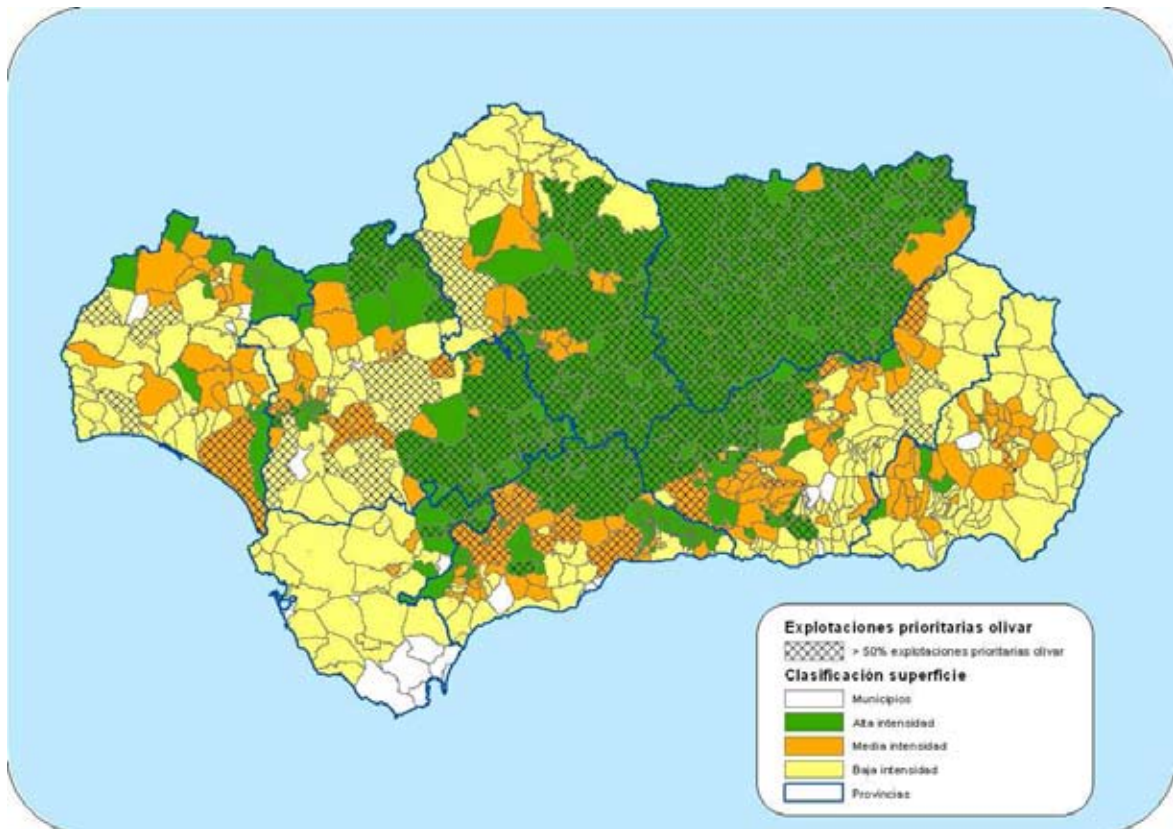 Explotaciones prioritarias olivar
> 50% explotaciones prioritarias olivar
Clasificación superficie
Municipios
Alta intensidad
Media intensidad
Baja intensidad
Provincias